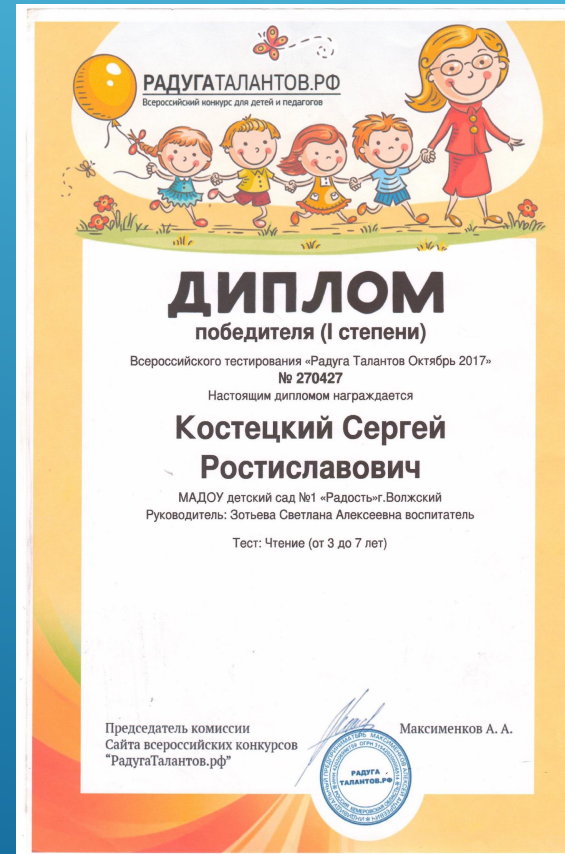 РАДУГАТАЛАНТОВ.РФ
Всероссийский конкурс для детей и педагогов
ДИПЛОМ
победителя (I степени)
Всероссийского тестирования «Радуга Талантов Октябрь 2017»
№ 270427
Настоящим дипломом награждается
Костецкий Сергей
Ростиславович
МАДОУ детский сад №1 «Радость»г.Волжский
Руководитель: Зотьева Светлана Алексеевна воспитатель
Тест: Чтение (от 3 до 7 лет)
Председатель комиссии
Сайта всероссийских конкурсов
“РадугаТалантов.рф”
Максименков А. А.
РАДУГА
ТАЛАНТОВ.РФ